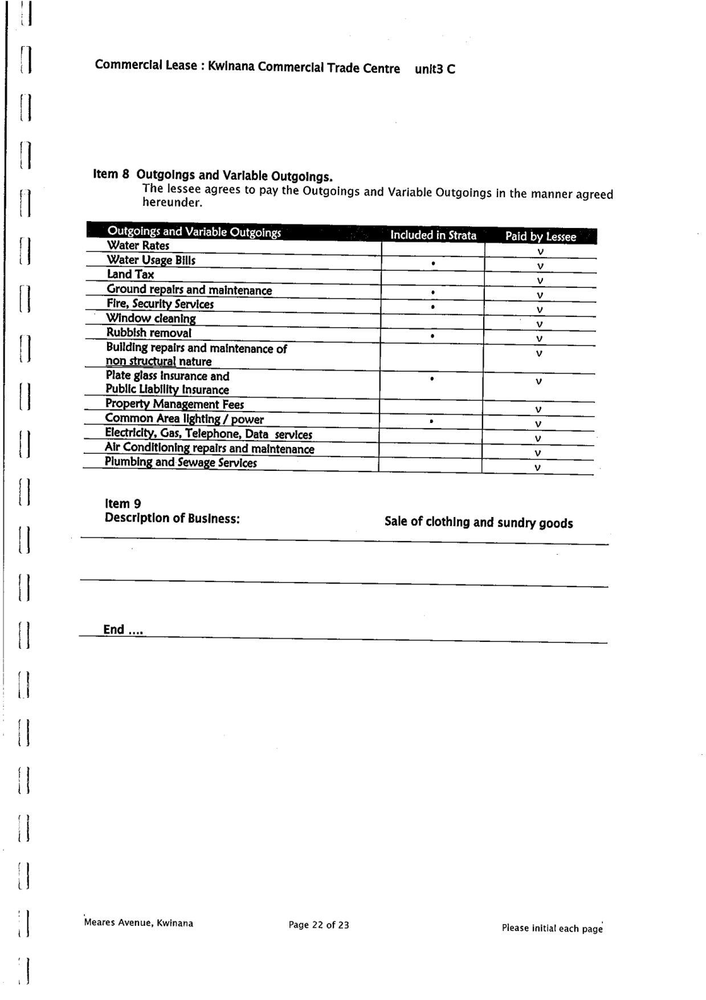 Commercial Lease : Kwinana Commercial Trade Centre unit3 C
Item 8 Outgoings and Variable Outgoings.
The lessee agrees to pay the Outgoings and Variable Outgoings in the manner agreed
hereunder.
Outgoings and Variable Outgoings Included in Strata Paid by Lessee
Water Rates v
Water Usage Bills • v
Land Tax v
Ground repairs and maintenance • v
Fire, Security Services • v
Window cleaning v
Rubbish removal • v
Building repairs and maintenance of v
non structural nature
Plate glass Insurance and • v
Public Liability Insurance
Property Management Fees v
Common Area lighting / power • v
Electricity, Gas, Telephone, Data services v
Air Conditioning repairs and maintenance v
Plumbing and Sewage Services v
Item 9
Description of Business: Sale of clothing and sundry goods
End ....
Meares Avenue, Kwinana Page 22 of 23 Please initial each page